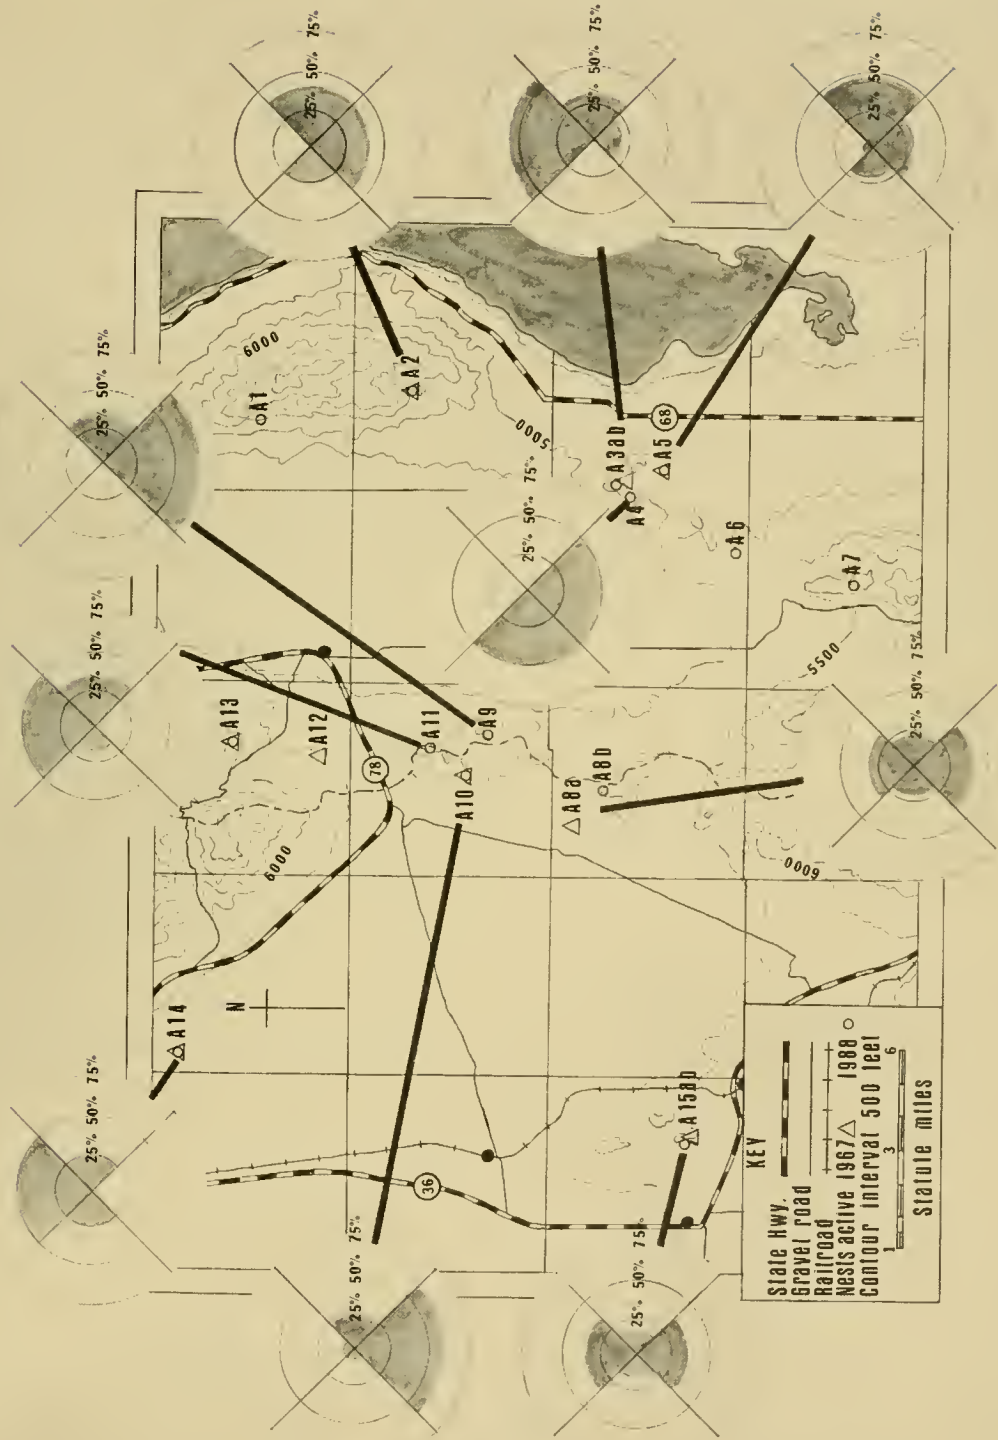 25% 50% 75%
25% 50% 75%
25% 50% 75%
A14
A13
N
6000
A12
6000
A1
25% 50% 75%
78
A2
36
A11
A10
A9
5000
25% 50% 75%
25% 50% 75%
A8a
A8b
A3ab
A4
25% 50% 75%
A5
68
A15ab
A6
A7
6000
5500
25% 50% 75%
25% 50% 75%
25% 50% 75%
25% 50% 75%
KEY
State Hwy.
Gravel road
Railroad
Nests active 1967△ 1968 ○
Contour interval 500 feet
1 3 6
Statute miles